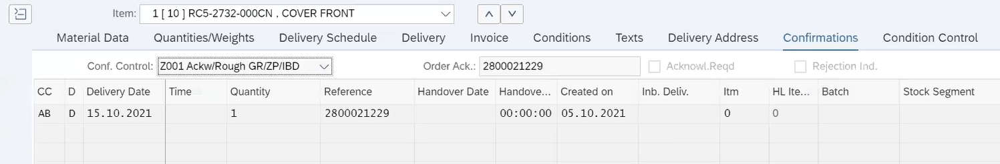 Item: 1 [ 10 ] RC5-2732-000CN , COVER FRONT
Material Data Quantities/Weights Delivery Schedule Delivery Invoice Conditions Texts Delivery Address Confirmations Condition Control
Conf. Control: Z001 Ackw/Rough GR/ZP/IBD Order Ack.: 2800021229 Acknowl.Reqd Rejection Ind.
CC D Delivery Date Time Quantity Reference Handover Date Handove... Created on Inb. Deliv. Itm HL Ite... Batch Stock Segment
AB D 15.10.2021 1 2800021229 00:00:00 05.10.2021 0 0